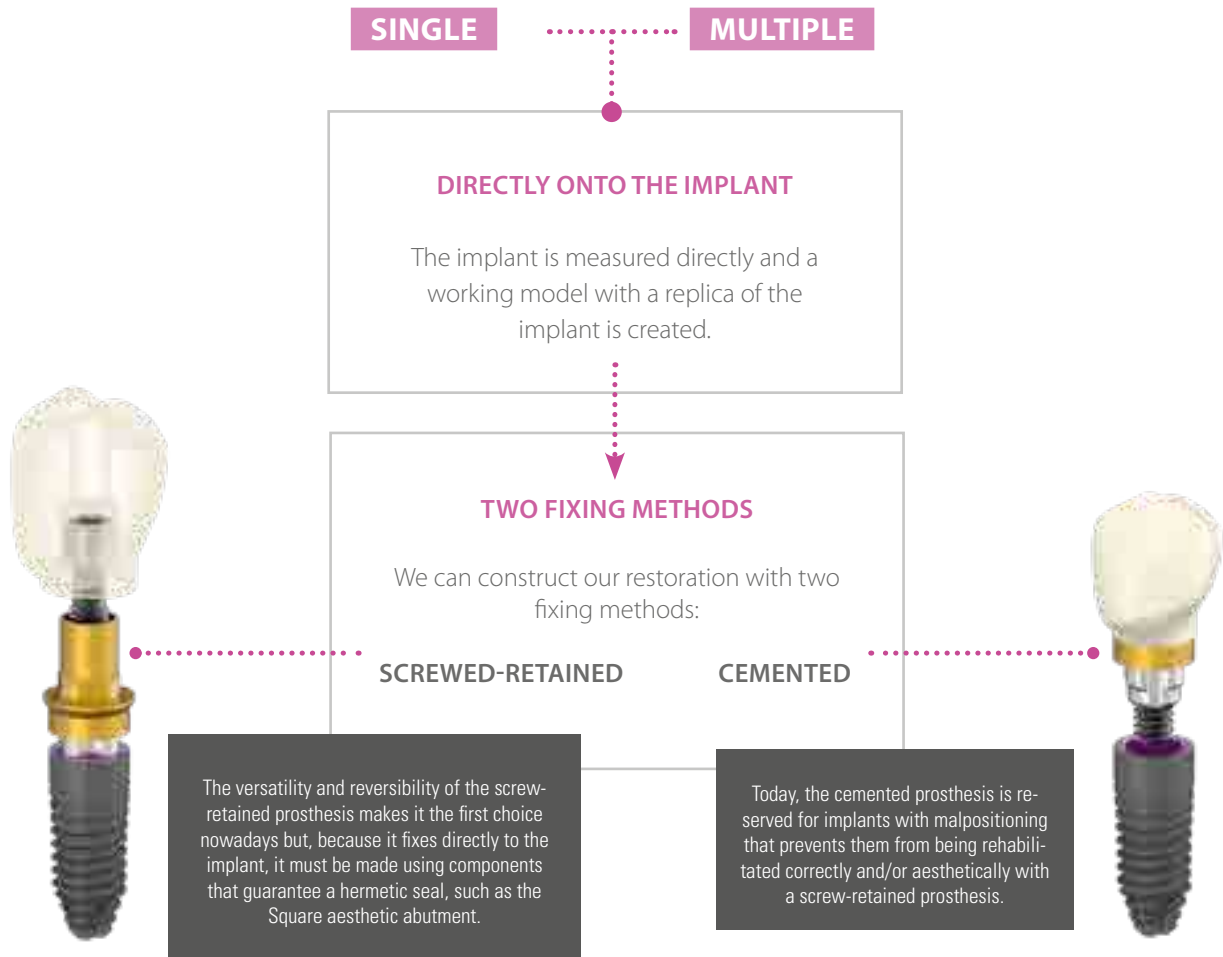 SINGLE
MULTIPLE
DIRECTLY ONTO THE IMPLANT
The implant is measured directly and a
working model with a replica of the
implant is created.
TWO FIXING METHODS
We can construct our restoration with two
fixing methods:
SCREWED-RETAINED
CEMENTED
The versatility and reversibility of the screw-
retained prosthesis makes it the first choice
nowadays but, because it fixes directly to the
implant, it must be made using components
that guarantee a hermetic seal, such as the
Square aesthetic abutment.
Today, the cemented prosthesis is re-
served for implants with malpositioning
that prevents them from being rehabili-
tated correctly and/or aesthetically with
a screw-retained prosthesis.